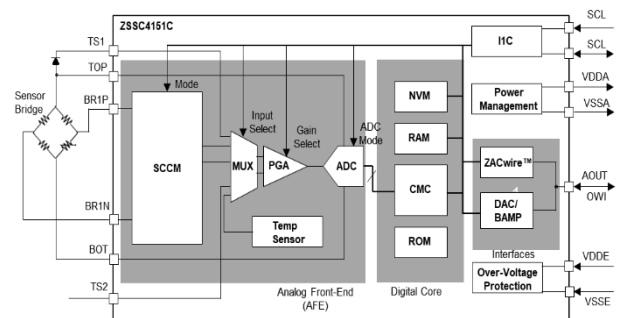 ZSSC4151C
TS1
TOP
Sensor
Bridge
BR1P
BR1N
BOT
TS2
Mode
SCCM
Input
Select
MUX
Gain
Select
PGA
ADC
Mode
ADC
Temp
Sensor
Analog Front-End
(AFE)
NVM
RAM
CMC
ROM
Digital Core
I1C
Power
Management
ZACwire™
DAC/
BAMP
Interfaces
Over-Voltage
Protection
SCL
SCL
VDDA
VSSA
AOUT
OWI
VDDE
VSSE